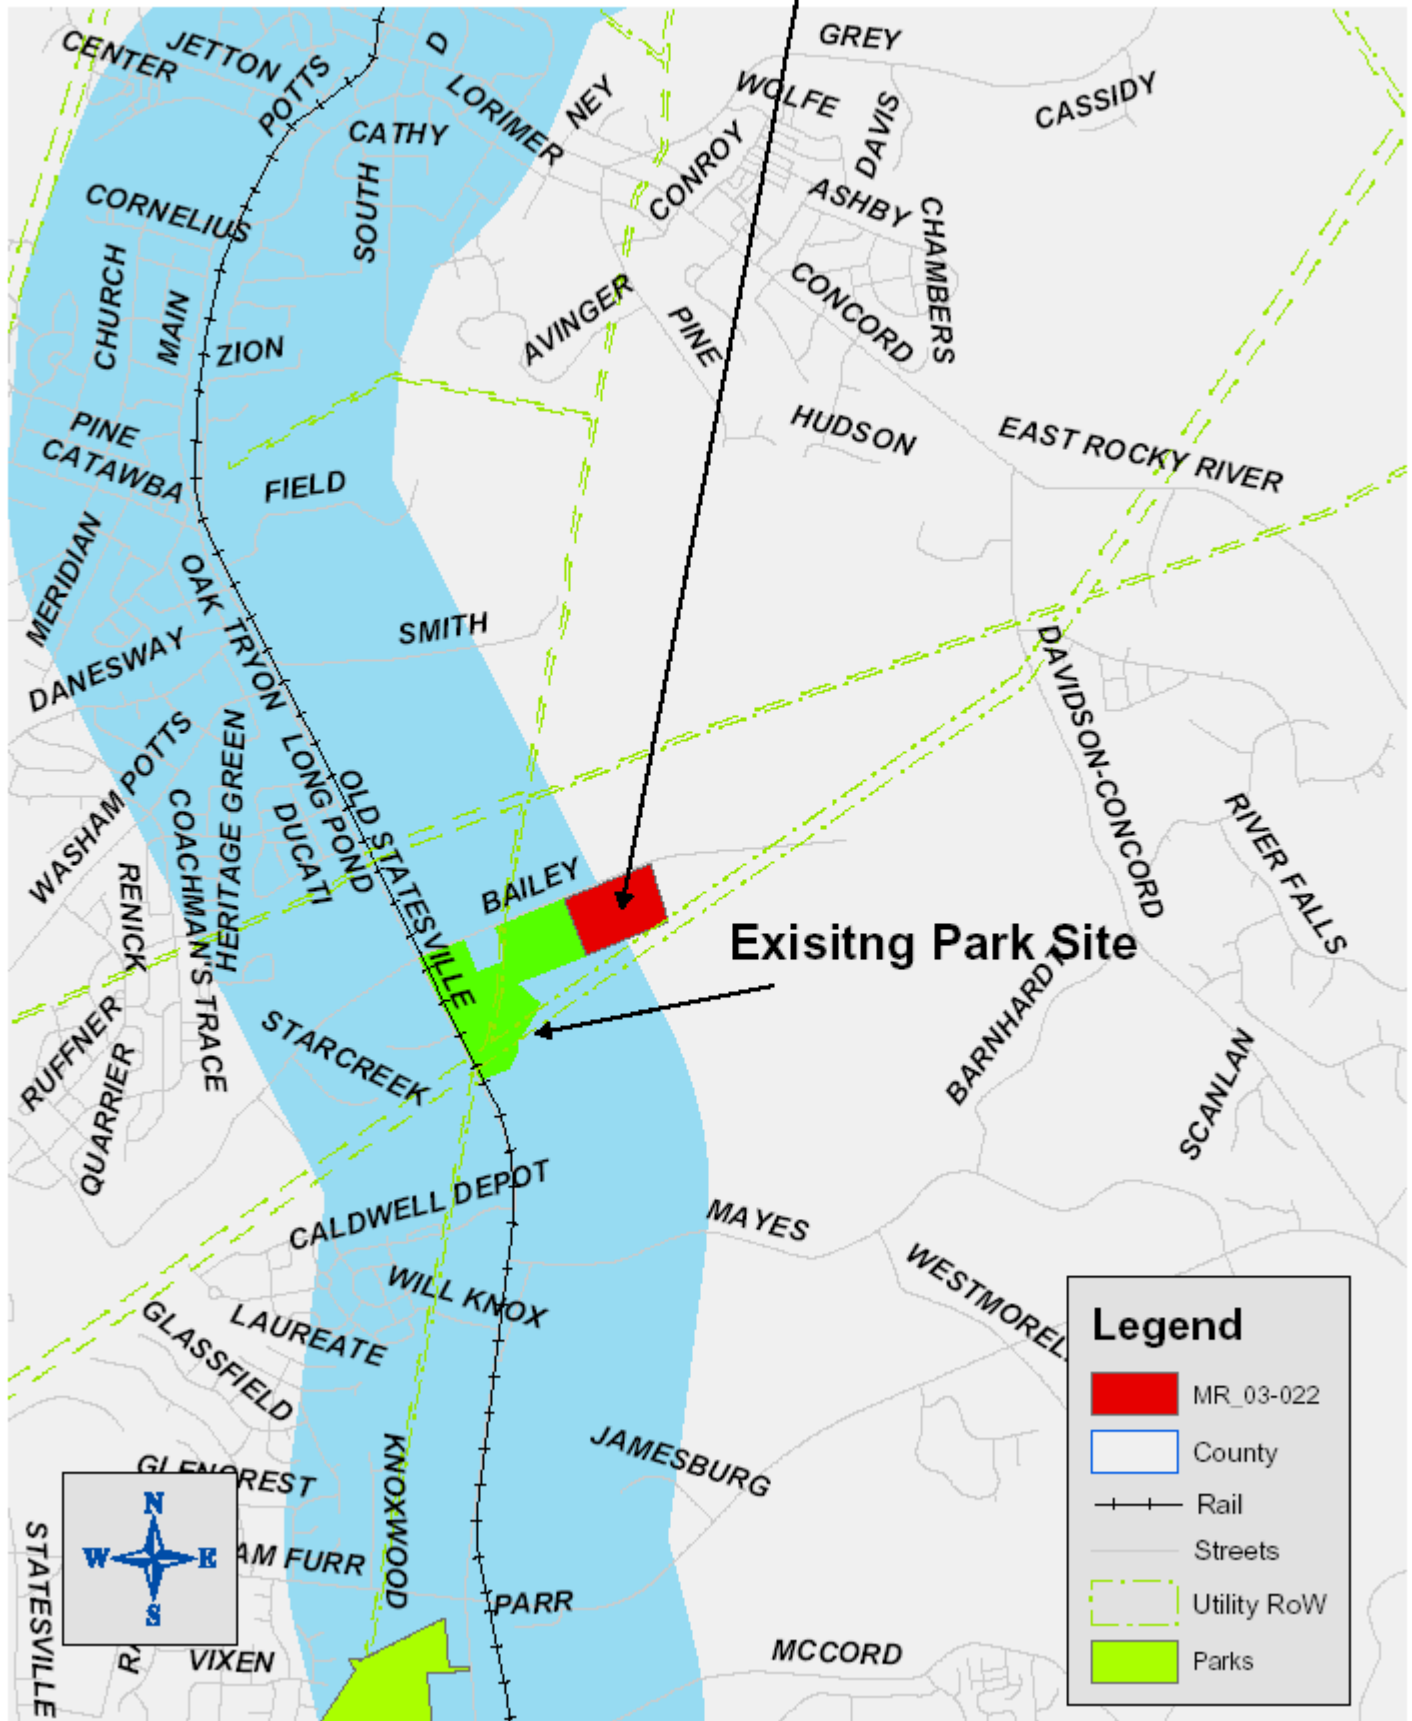 GREY
CENTER
JETTON
D
POTTS
LORIMER
NEY
WOLFE
CASSIDY
CATHY
DAVIS
CONROY
SOUTH
ASHBY
CORNELIUS
CHAMBERS
CHURCH
MAIN
ZION
AVINGER
PINE
CONCORD
PINE
CATAWBA
HUDSON
EAST ROCKY RIVER
FIELD
MERIDIAN
OAK
TRYON
SMITH
DANESWAY
DAVIDSON-CONCORD
WASHAM POTTS
HERITAGE GREEN
LONG POND
OLD STATESVILLE
COACHMAN'S TRACE
DUCATI
RIVER FALLS
RENICK
BAILEY
Exisitng Park Site
BARNHARDT
RUFFNER
STARCREEK
QUARRIER
SCANLAN
CALDWELL DEPOT
MAYES
WESTMOREL
WILL KNOX
LAUREATE
GLASSFIELD
Legend
MR_03-022
County
Rail
Streets
Utility RoW
Parks
JAMESBURG
KNOXWOOD
GLENCREST
N
W E
S
AM FURR
STATESVILLE
PARR
VIXEN
MCCORD